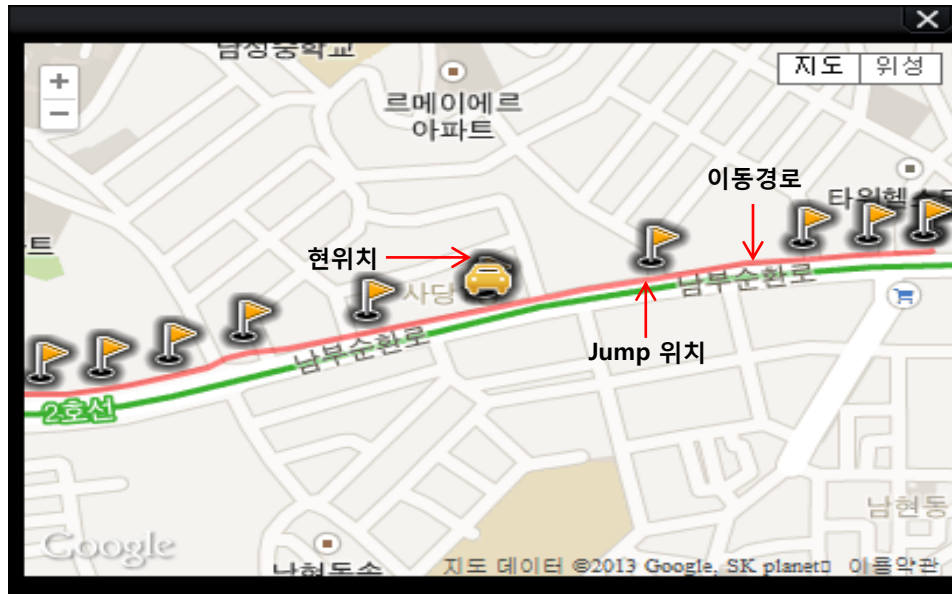 남성중학교
지도 위성
+
−
르메이에르
아파트
이동경로
현위치
사당
남부순환로
남부순환로
Jump 위치
2호선
남현동
Google
지도 데이터 ©2013 Google, SK planet 이용약관